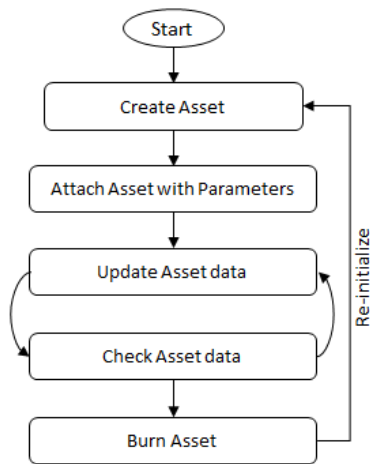 Start
Create Asset
Attach Asset with Parameters
Update Asset data
Check Asset data
Burn Asset
Re-initialize